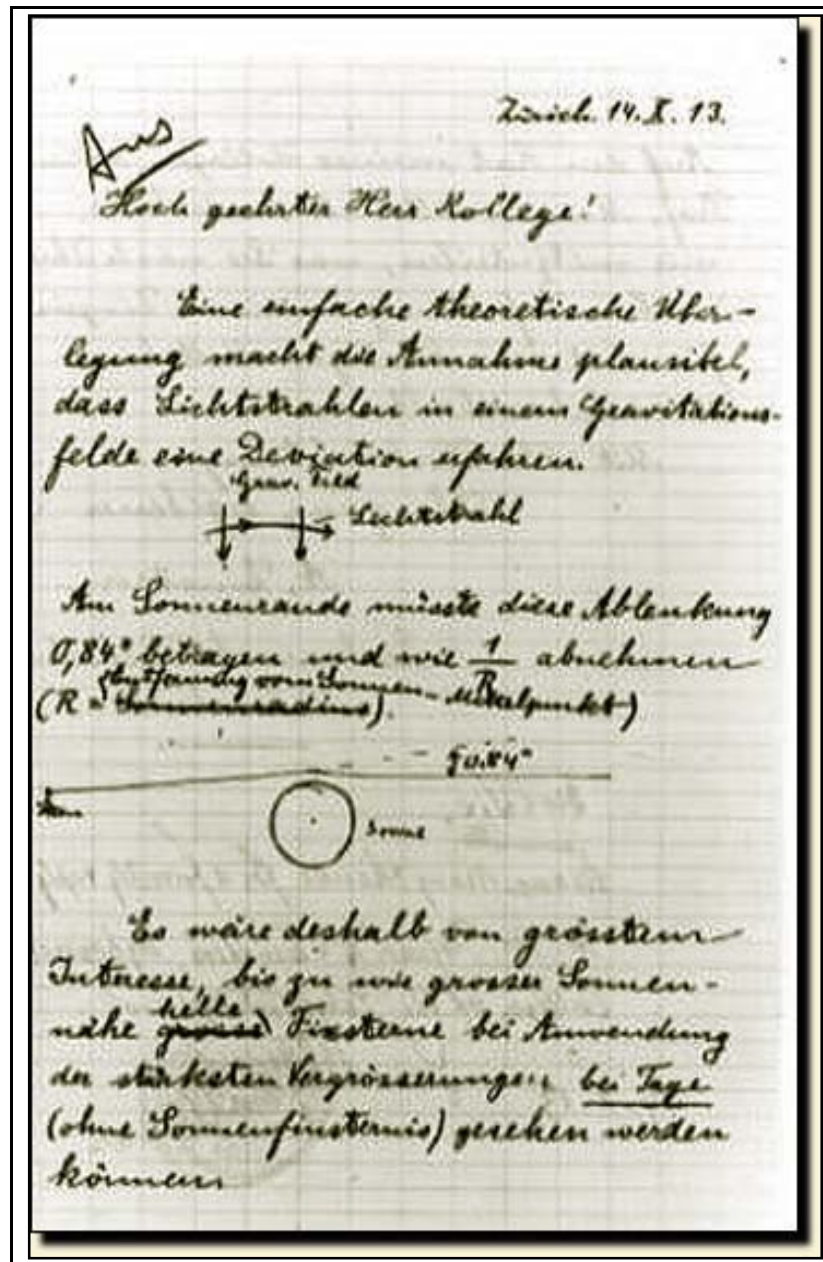 Zürich. 14. X. 13.
Hoch geehrter Herr Kollege!
Eine einfache theoretische Über-
legung macht die Annahme plausibel,
dass Lichtstrahlen in einem Gravitations-
felde eine Deviation erfahren.
Grav. Feld
Lichtstrahl
Am Sonnenrande müsste diese Ablenkung
0,84" betragen und wie 1/R abnehmen
Entfernung vom Sonnen-Mittelpunkt)
(R = Sonnenradius).
0.84"
Sonne
Es wäre deshalb von grösstem
Interesse, bis zu wie grosser Sonnen-
helle
nähe grosse Fixsterne bei Anwendung
der stärksten Vergrösserungen bei Tage
(ohne Sonnenfinsternis) gesehen werden
können